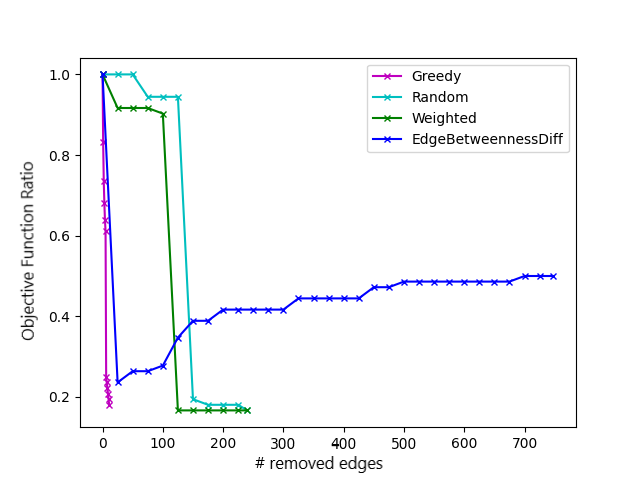 Greedy
Random
Weighted
EdgeBetweennessDiff
1.0
0.8
0.6
0.4
0.2
Objective Function Ratio
0 100 200 300 400 500 600 700
# removed edges